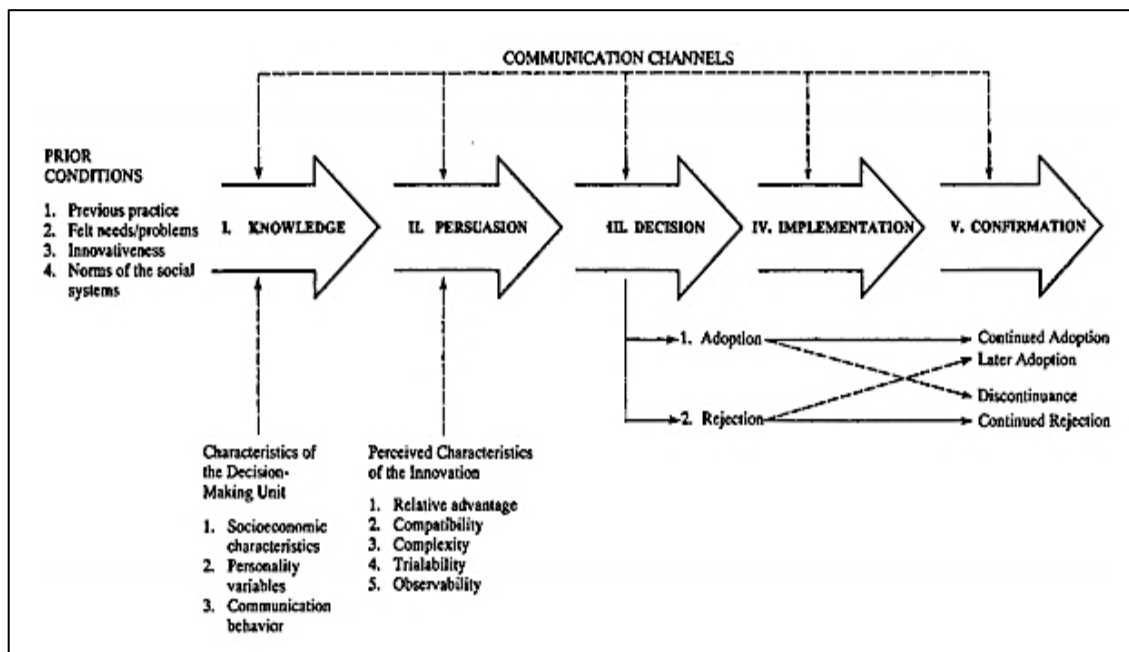 COMMUNICATION CHANNELS
PRIOR
CONDITIONS
1. Previous practice
2. Felt needs/problems
3. Innovativeness
4. Norms of the social
systems
I. KNOWLEDGE
II. PERSUASION
III. DECISION
IV. IMPLEMENTATION
V. CONFIRMATION
1. Adoption
2. Rejection
Continued Adoption
Later Adoption
Discontinuance
Continued Rejection
Characteristics of
the Decision-
Making Unit
1. Socioeconomic
characteristics
2. Personality
variables
3. Communication
behavior
Perceived Characteristics
of the Innovation
1. Relative advantage
2. Compatibility
3. Complexity
4. Trialability
5. Observability